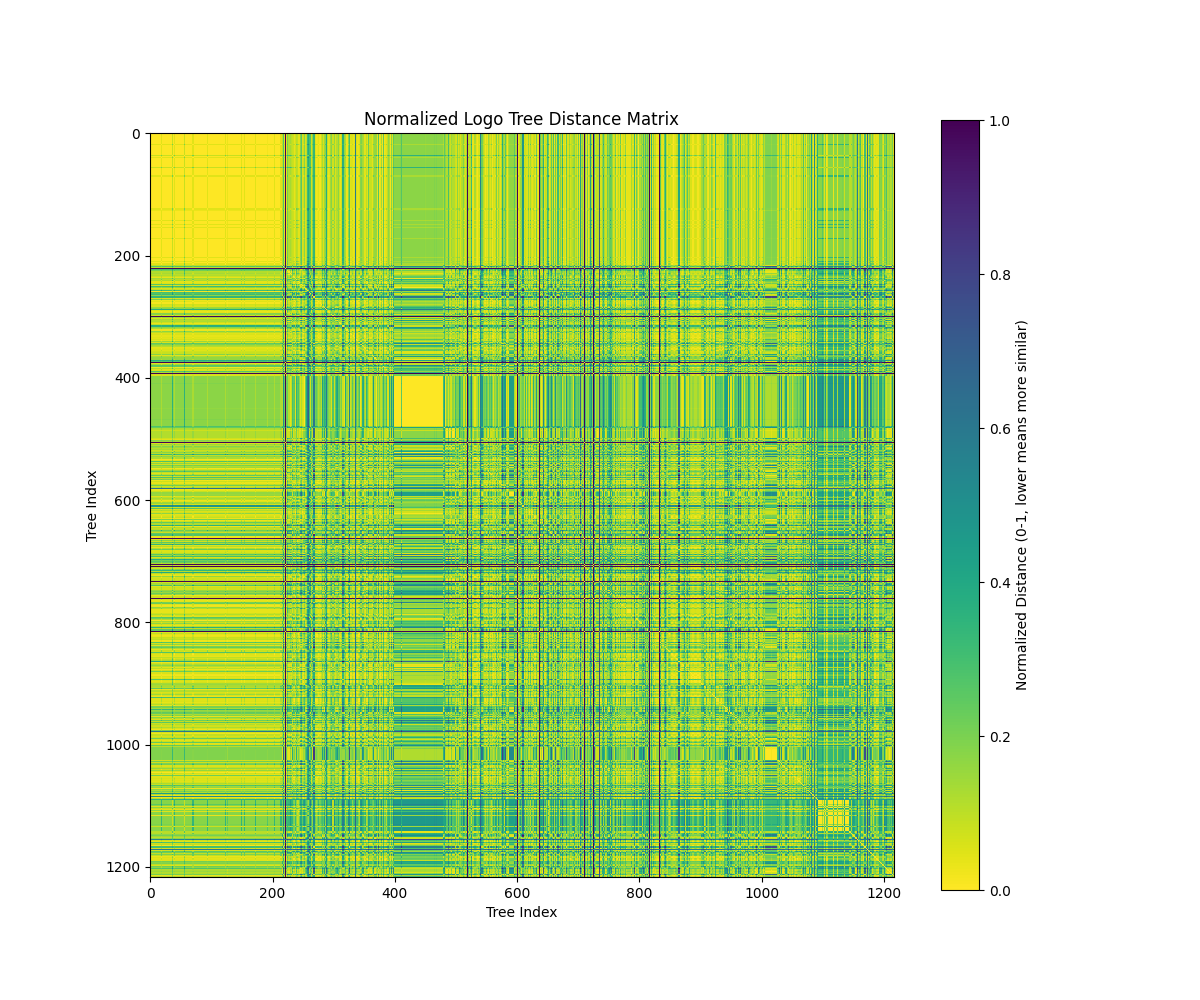 Normalized Logo Tree Distance Matrix
0
200
400
600
800
1000
1200
Tree Index
0 200 400 600 800 1000 1200
Tree Index
1.0
0.8
0.6
0.4
0.2
0.0
Normalized Distance (0-1, lower means more similar)